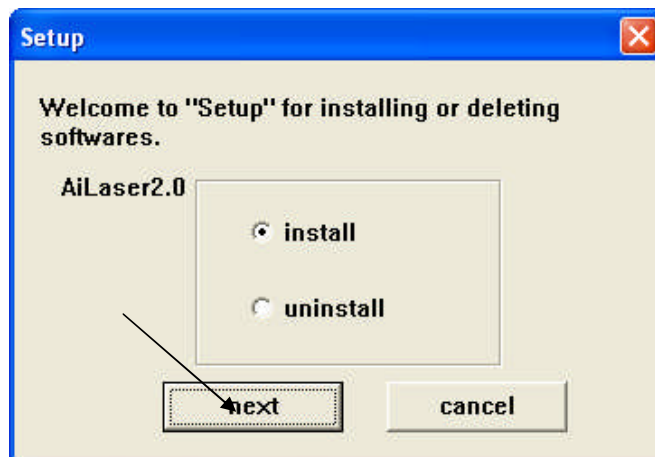 Setup
Welcome to "Setup" for installing or deleting
softwares.
AiLaser2.0
install
uninstall
next
cancel